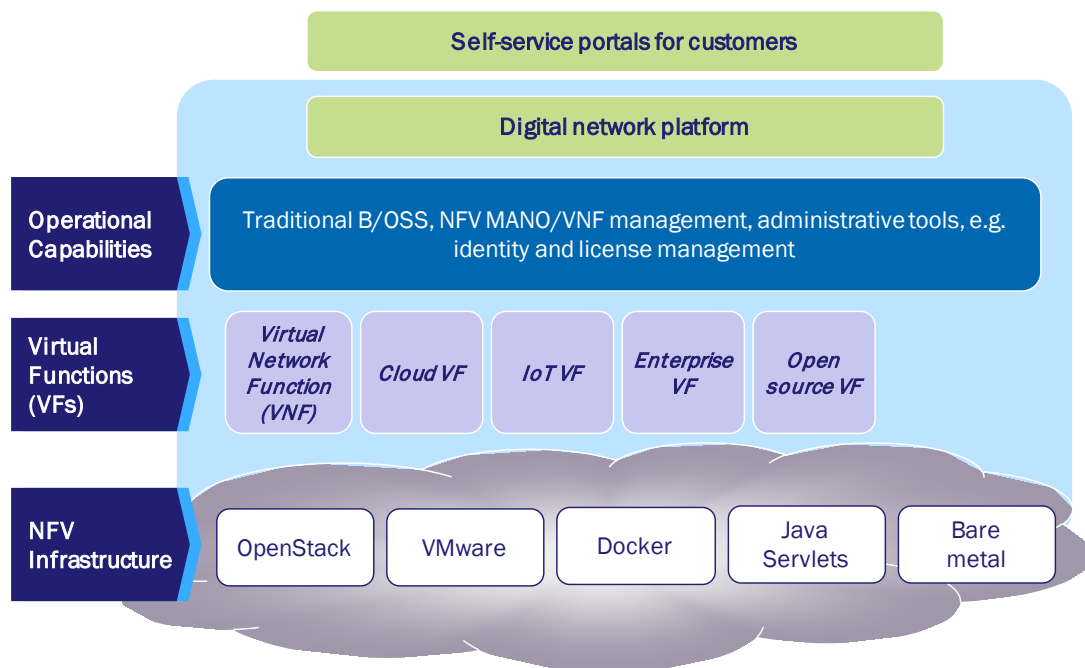 Self-service portals for customers
Digital network platform
Operational
Capabilities
Traditional B/OSS, NFV MANO/VNF management, administrative tools, e.g.
identity and license management
Virtual
Functions
(VFs)
Virtual
Network
Function
(VNF)
Cloud VF
IoT VF
Enterprise
VF
Open
source VF
NFV
Infrastructure
OpenStack
VMware
Docker
Java
Servlets
Bare
metal